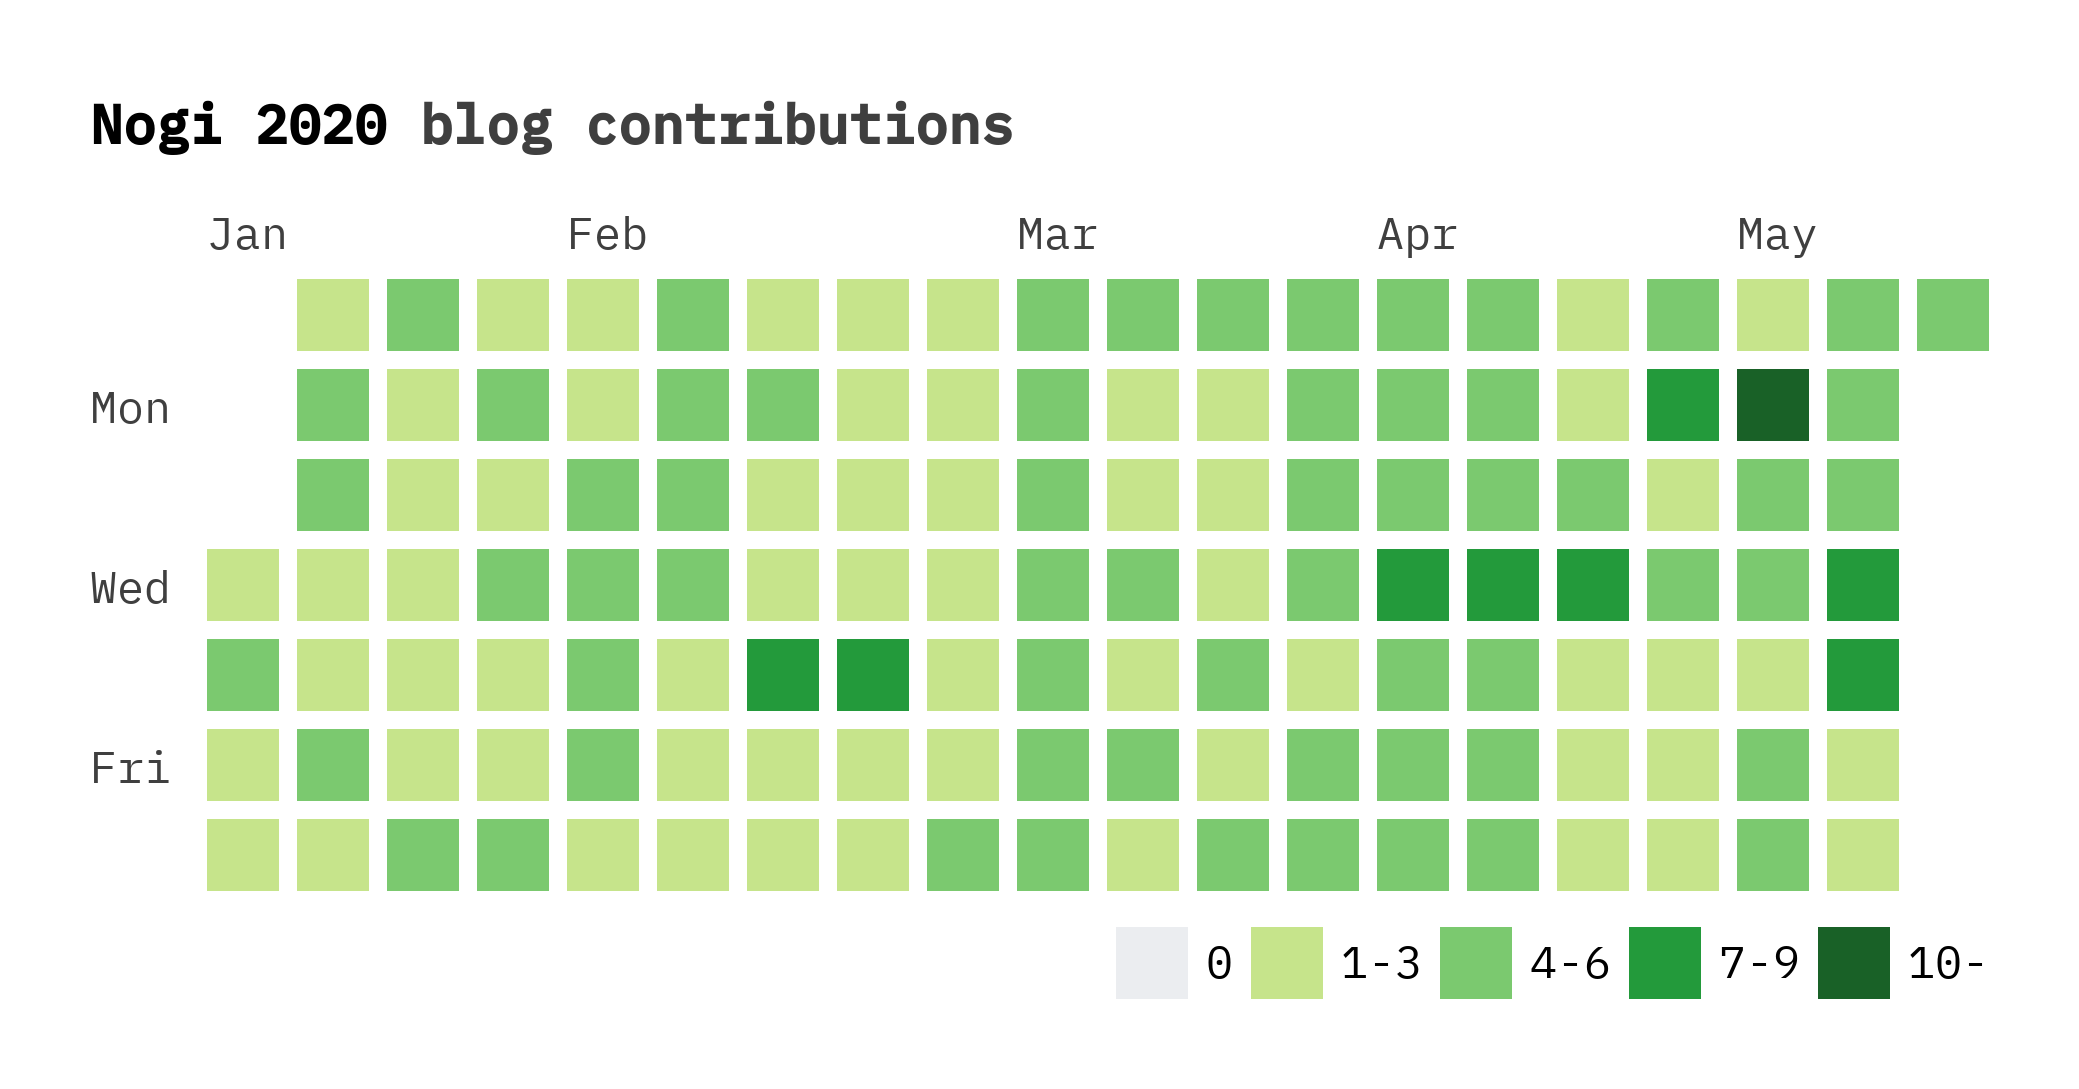 Nogi 2020 blog contributions
Jan Feb Mar Apr May
Mon
Wed
Fri
0 1-3 4-6 7-9 10-